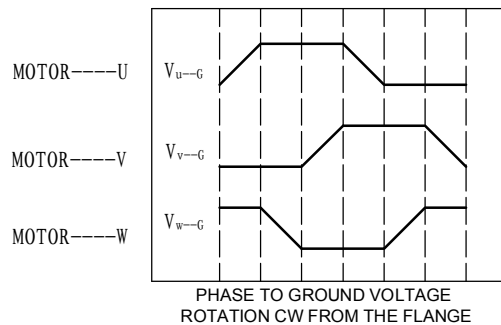 MOTOR----U Vu--G
MOTOR----V Vv--G
MOTOR----W Vw--G
PHASE TO GROUND VOLTAGE
ROTATION CW FROM THE FLANGE